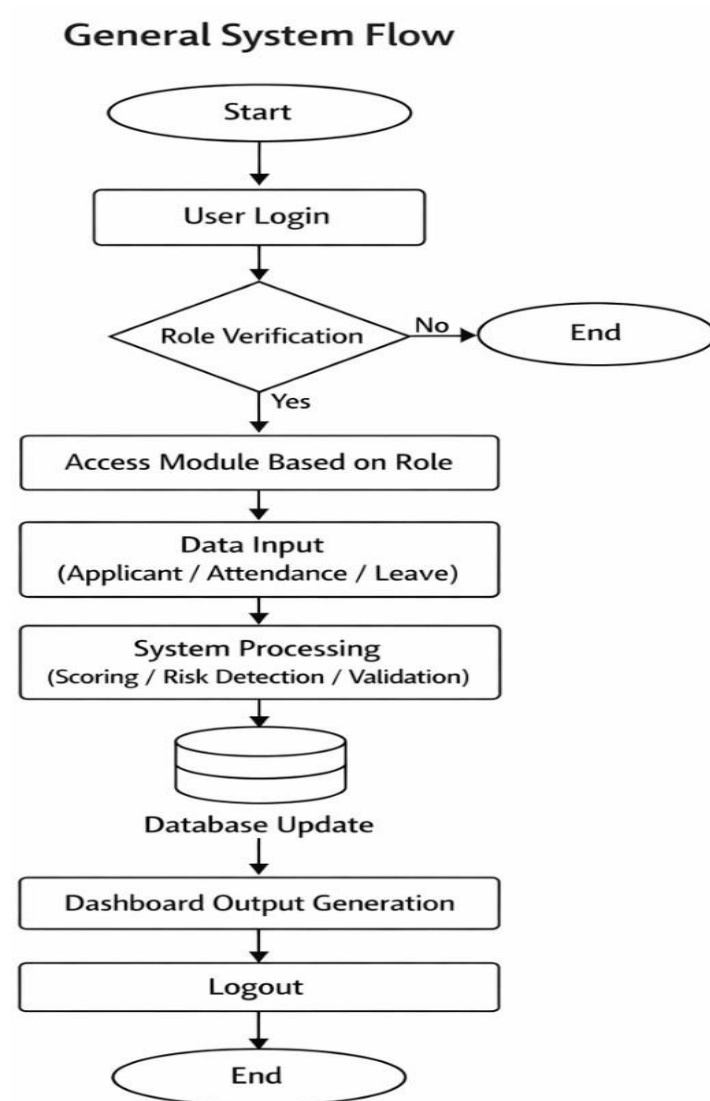 General System Flow
Start
User Login
Role Verification
No
End
Yes
Access Module Based on Role
Data Input
(Applicant / Attendance / Leave)
System Processing
(Scoring / Risk Detection / Validation)
Database Update
Dashboard Output Generation
Logout
End